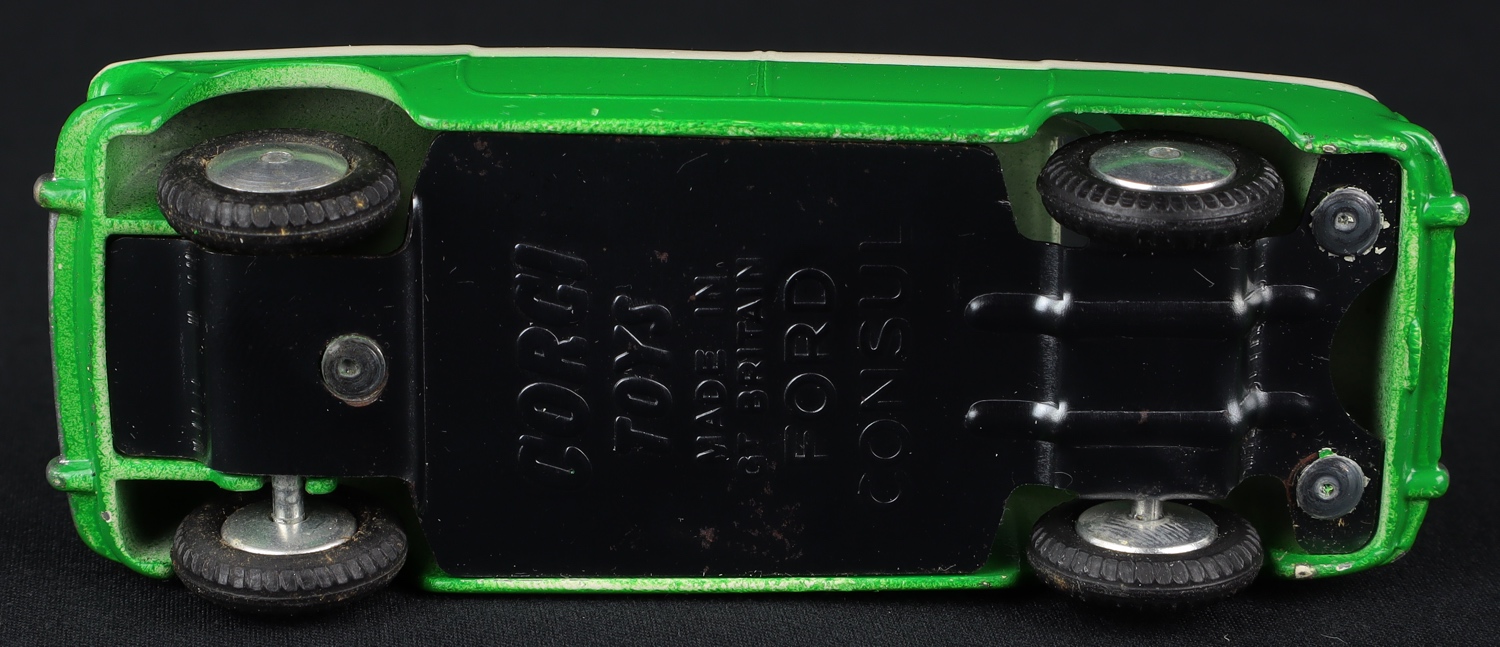 CORGI
TOYS
MADE IN
GT BRITAIN
FORD
CONSUL